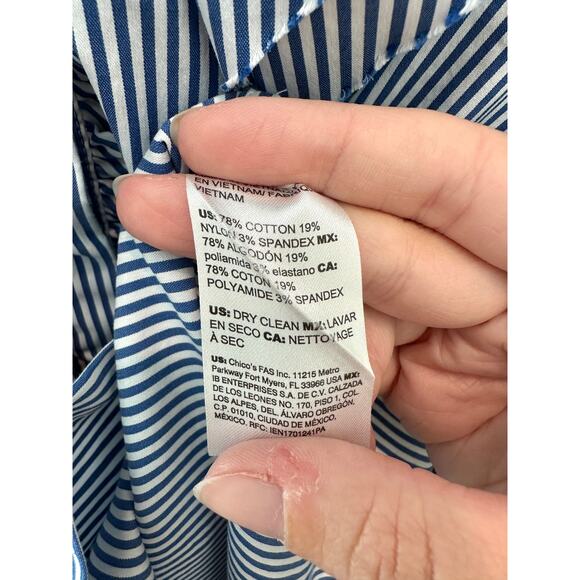 EN VIETNAM/
VIETNAM
US: 78% COTTON 19%
NYLON 3% SPANDEX MX:
78% ALGODÓN 19%
poliamida 3% elastano CA:
78% COTON 19%
POLYAMIDE 3% SPANDEX
US: DRY CLEAN MX: LAVAR
EN SECO CA: NETTOYAGE
À SEC
US: Chico's FAS Inc. 11215 Metro
Parkway Fort Myers, FL 33966 USA MX:
IB ENTERPRISES S.A. DE C.V. CALZADA
DE LOS LEONES NO. 170, PISO 1, COL.
LOS ALPES, DEL. ÁLVARO OBREGÓN,
C.P. 01010, CIUDAD DE MÉXICO,
MÉXICO. RFC: IEN1701241PA